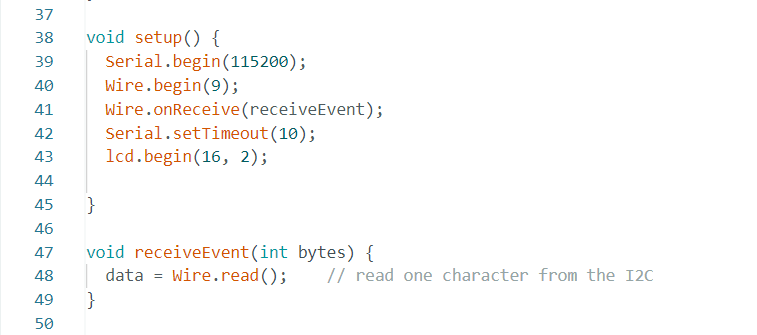 37
38 void setup() {
39 Serial.begin(115200);
40 Wire.begin(9);
41 Wire.onReceive(receiveEvent);
42 Serial.setTimeout(10);
43 lcd.begin(16, 2);
44
45 }
46
47 void receiveEvent(int bytes) {
48 data = Wire.read();    // read one character from the I2C
49 }
50